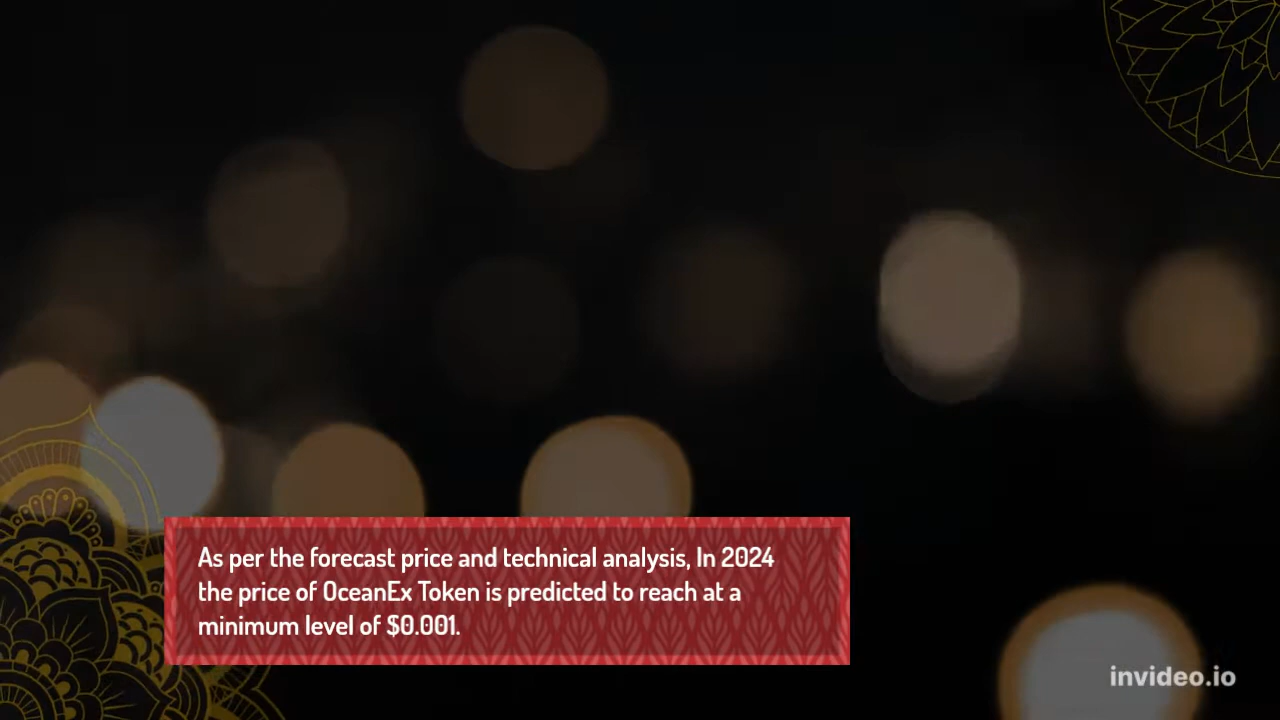 As per the forecast price and technical analysis, In 2024
the price of OceanEx Token is predicted to reach at a
minimum level of $0.001.
invideo.io